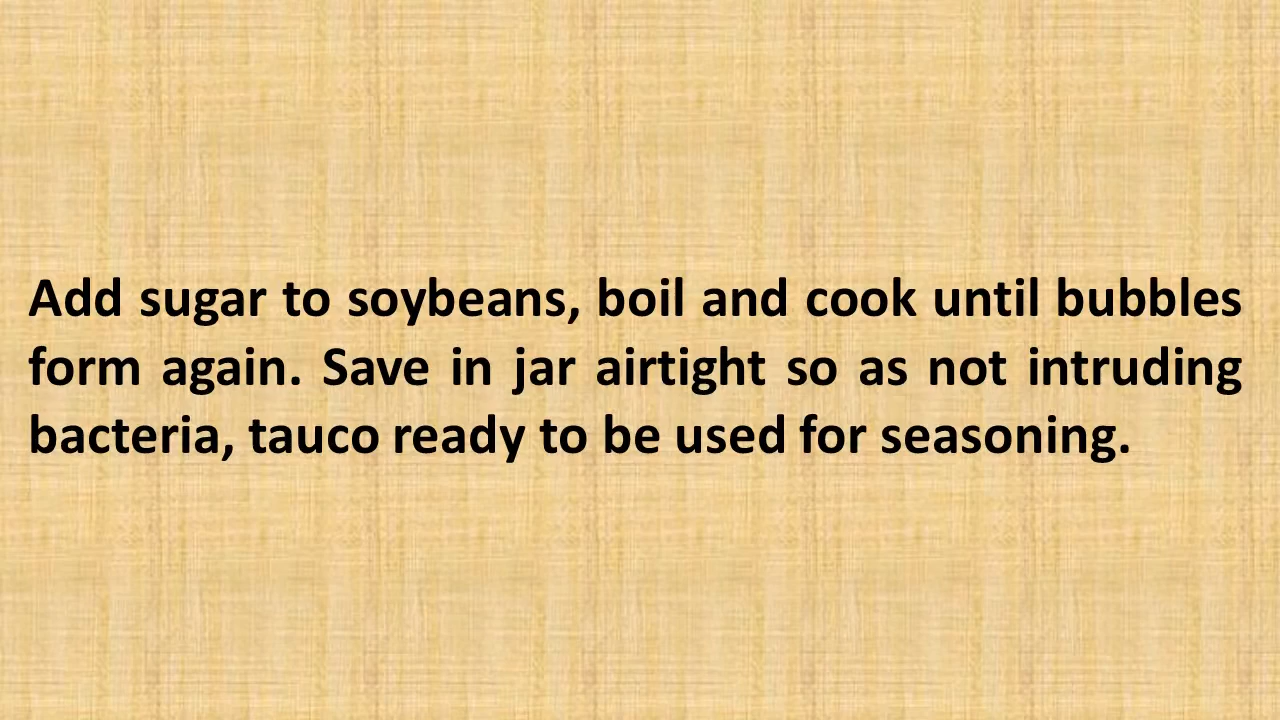 Add sugar to soybeans, boil and cook until bubbles
form again. Save in jar airtight so as not intruding
bacteria, tauco ready to be used for seasoning.